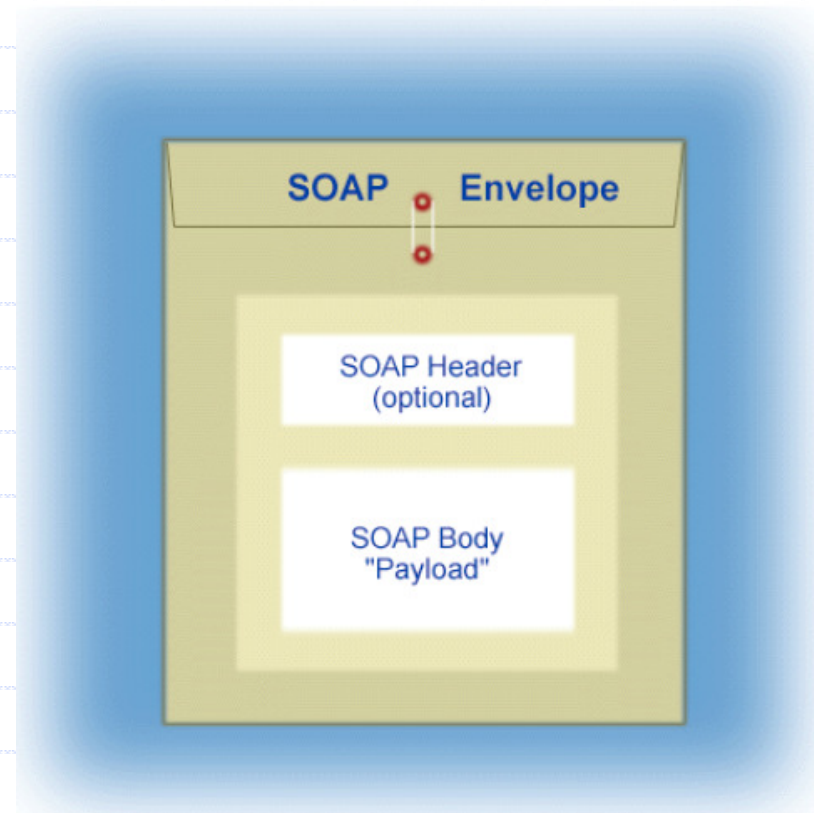 SOAP Envelope
SOAP Header
(optional)
SOAP Body
"Payload"